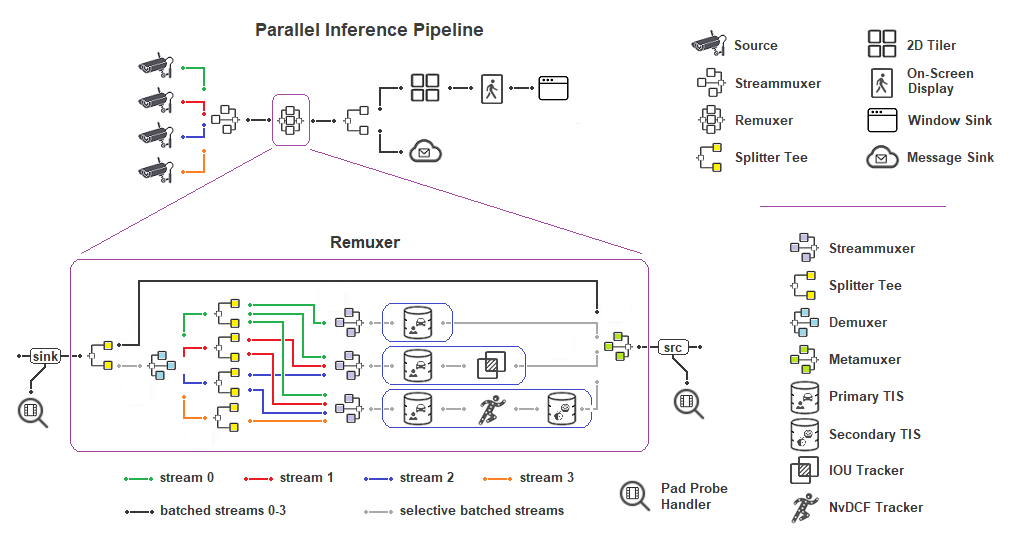 Parallel Inference Pipeline
Source
2D Tiler
Streammuxer
On-Screen
Display
Remuxer
Window Sink
Splitter Tee
Message Sink
Remuxer
Streammuxer
Splitter Tee
Demuxer
Metamuxer
Primary TIS
Secondary TIS
IOU Tracker
NvDCF Tracker
sink
src
stream 0
stream 1
stream 2
stream 3
batched streams 0-3
selective batched streams
Pad Probe
Handler